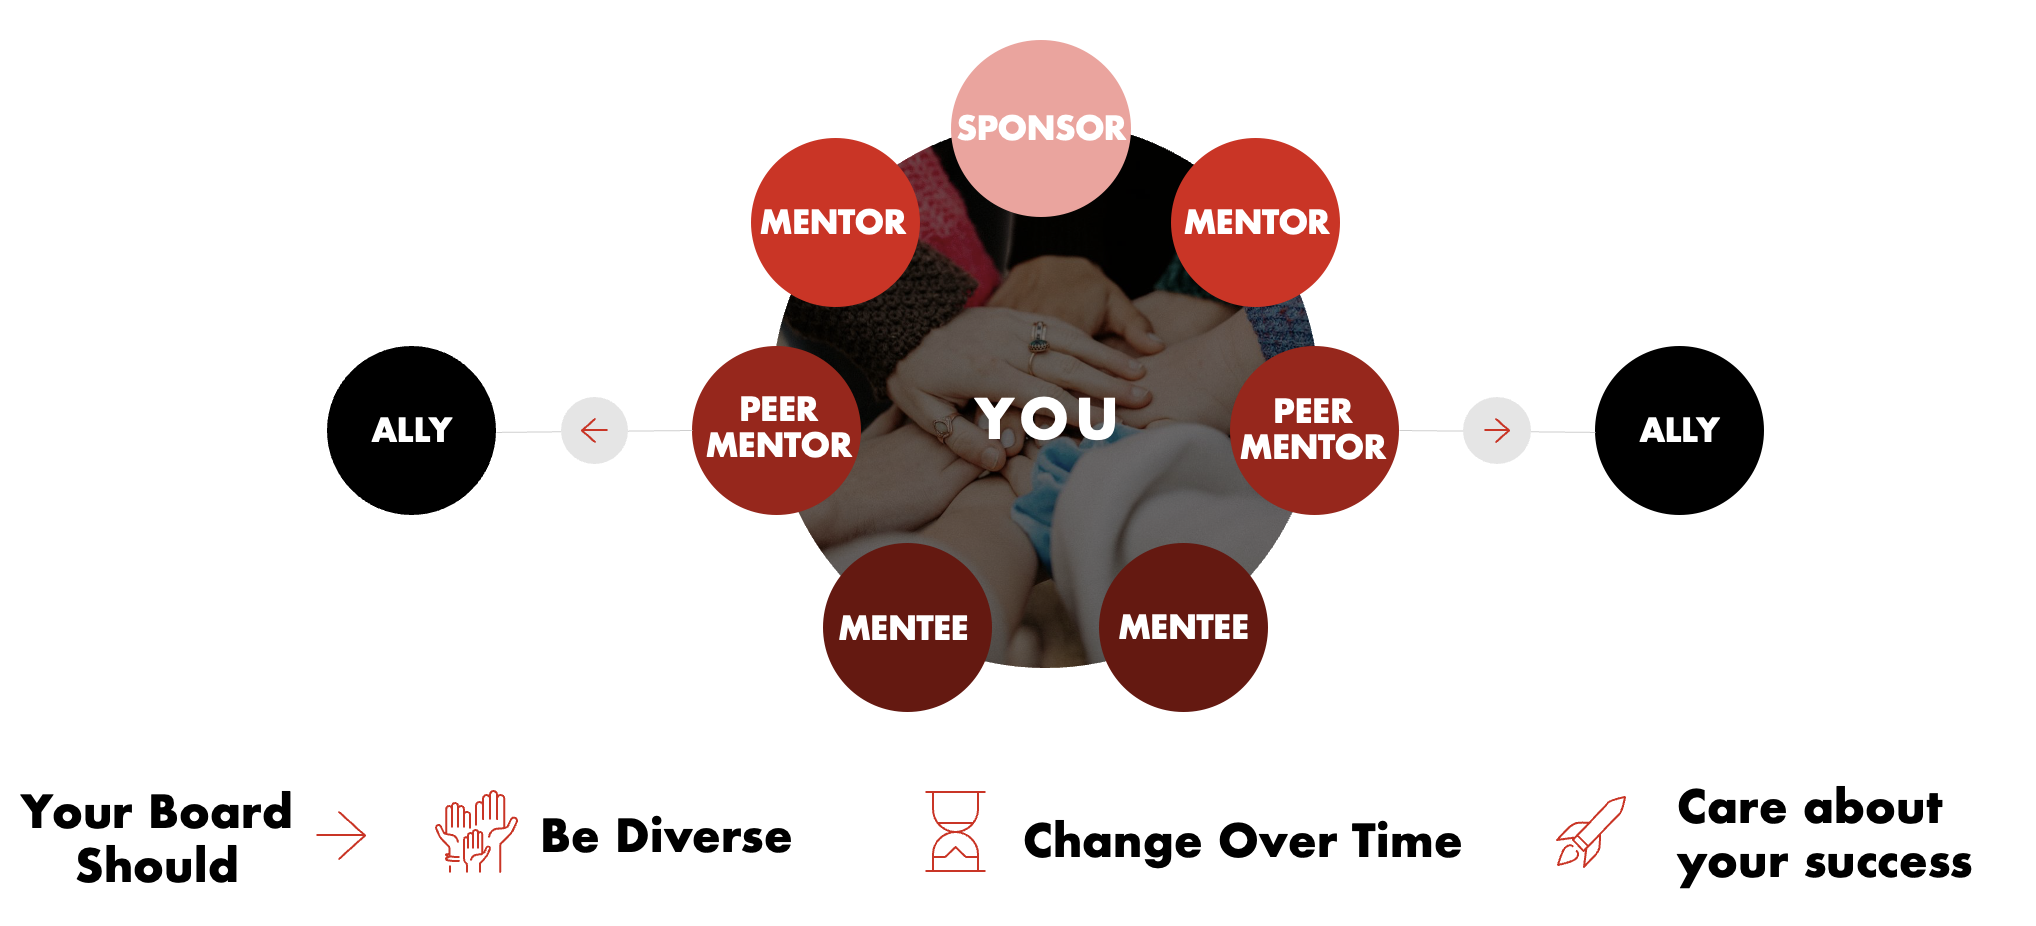 SPONSOR
MENTOR
MENTOR
ALLY
PEER
MENTOR
YOU
PEER
MENTOR
ALLY
MENTEE
MENTEE
Your Board
Should
Be Diverse
Change Over Time
Care about
your success